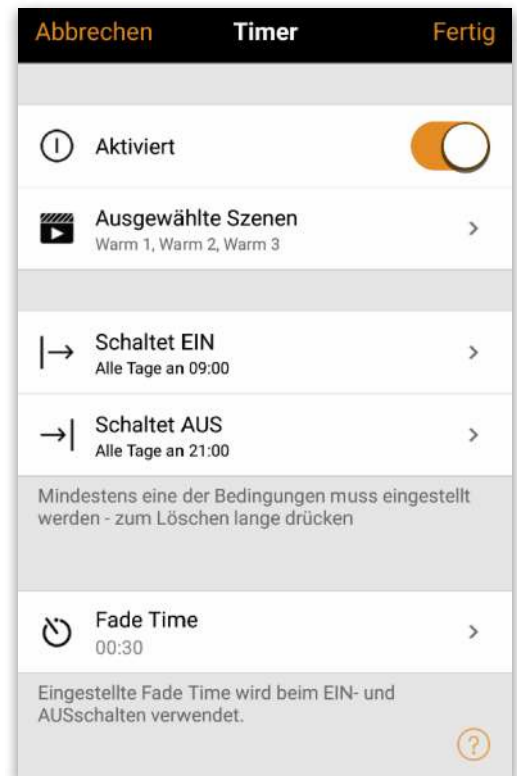 Abbrechen Timer Fertig
Aktiviert
Ausgewählte Szenen
Warm 1, Warm 2, Warm 3
Schaltet EIN
Alle Tage an 09:00
Schaltet AUS
Alle Tage an 21:00
Mindestens eine der Bedingungen muss eingestellt
werden - zum Löschen lange drücken
Fade Time
00:30
Eingestellte Fade Time wird beim EIN- und
AUSschalten verwendet.
?